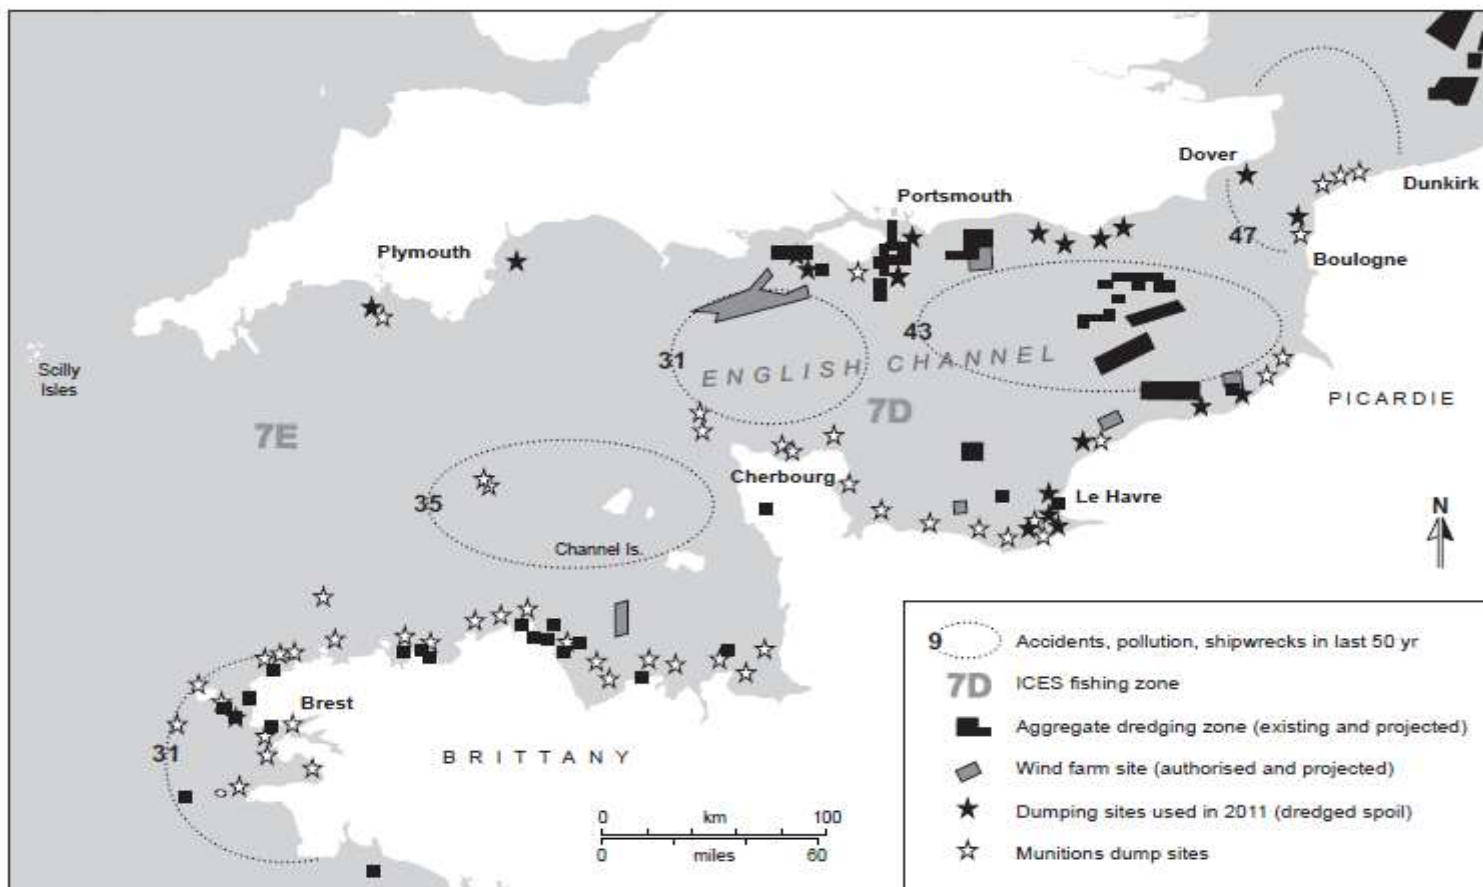 Dover
Dunkirk
Portsmouth
Plymouth
47
Boulogne
43
31
ENGLISH CHANNEL
Scilly
Isles
7E
7D
PICARDIE
Cherbourg
35
Le Havre
N
Channel Is.
Brest
31
BRITTANY
0 km 100
0 miles 60
9 Accidents, pollution, shipwrecks in last 50 yr
7D ICES fishing zone
Aggregate dredging zone (existing and projected)
Wind farm site (authorised and projected)
Dumping sites used in 2011 (dredged spoil)
Munitions dump sites